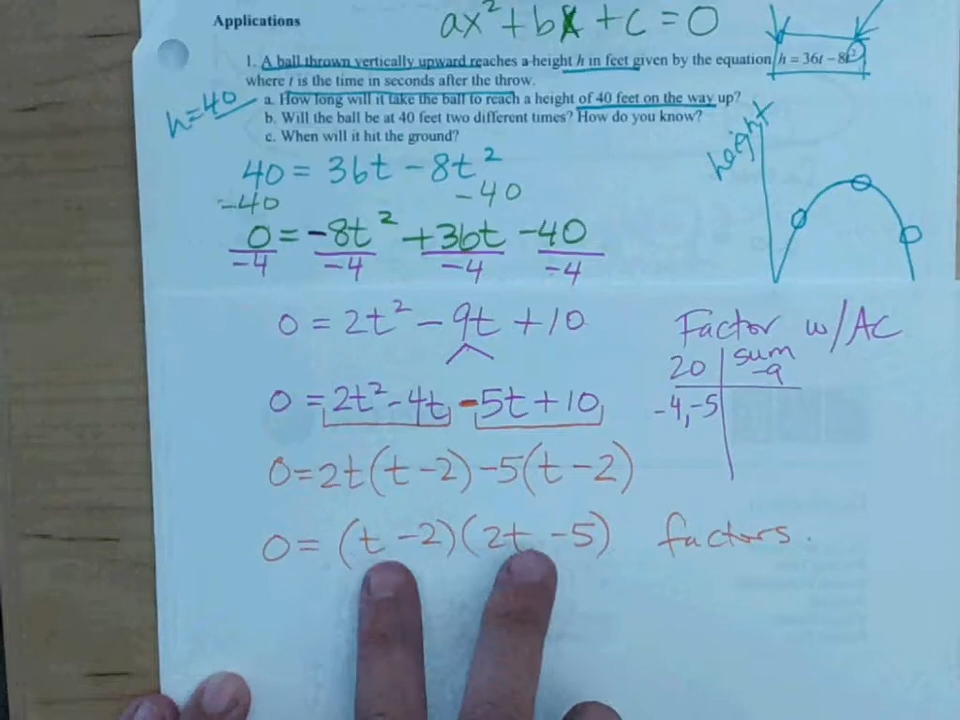 Applications
ax² + bx + c = 0
1. A ball thrown vertically upward reaches a height h in feet given by the equation h = 36t – 8t²
where t is the time in seconds after the throw.
a. How long will it take the ball to reach a height of 40 feet on the way up?
b. Will the ball be at 40 feet two different times? How do you know?
c. When will it hit the ground?
h=40
height
40 = 36t - 8t²
-40 -40
0 = -8t² + 36t - 40
-4 -4 -4 -4
0 = 2t² - 9t + 10
Factor w/AC
20 sum -9
-4, -5
0 = 2t² - 4t - 5t + 10
0 = 2t(t-2) - 5(t-2)
0 = (t-2)(2t-5) factors.